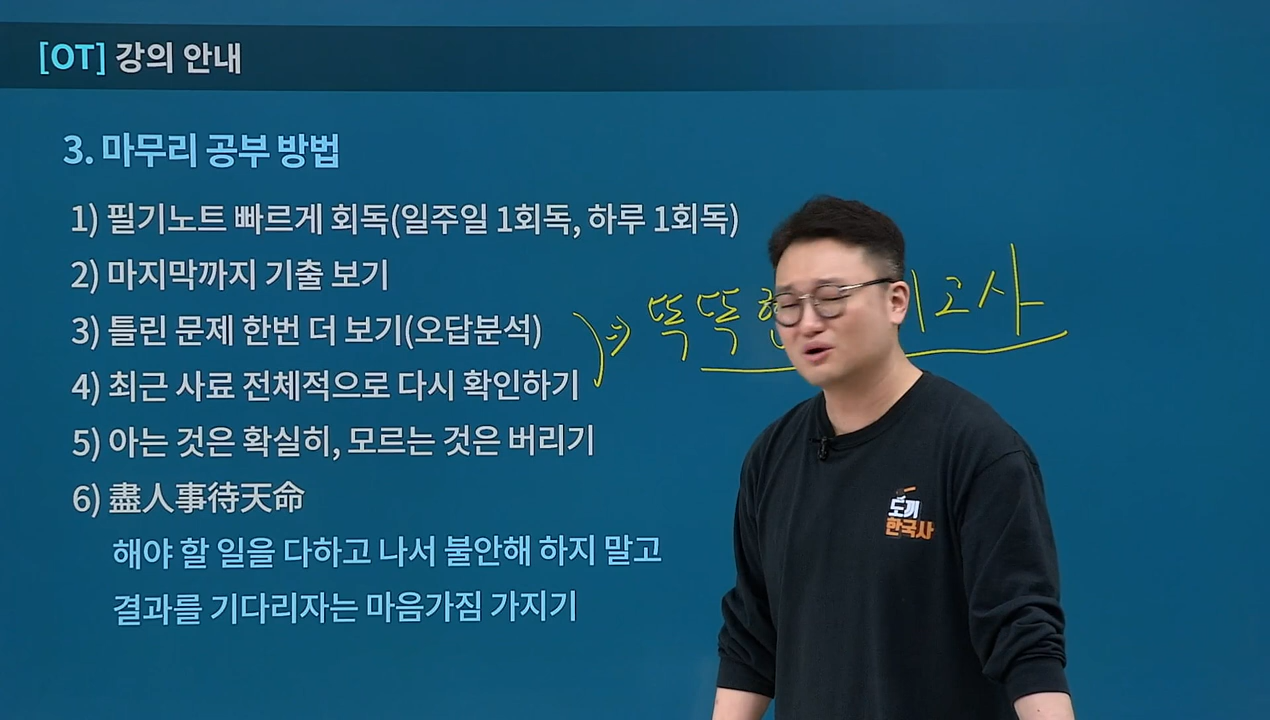 [OT] 강의 안내
3. 마무리 공부 방법
1) 필기노트 빠르게 회독(일주일 1회독, 하루 1회독)
2) 마지막까지 기출 보기
3) 틀린 문제 한번 더 보기(오답분석)
4) 최근 사료 전체적으로 다시 확인하기
5) 아는 것은 확실히, 모르는 것은 버리기
6) 盡人事待天命
해야 할 일을 다하고 나서 불안해 하지 말고
결과를 기다리자는 마음가짐 가지기
⇒ 똑똑한 고사
도끼
한국사